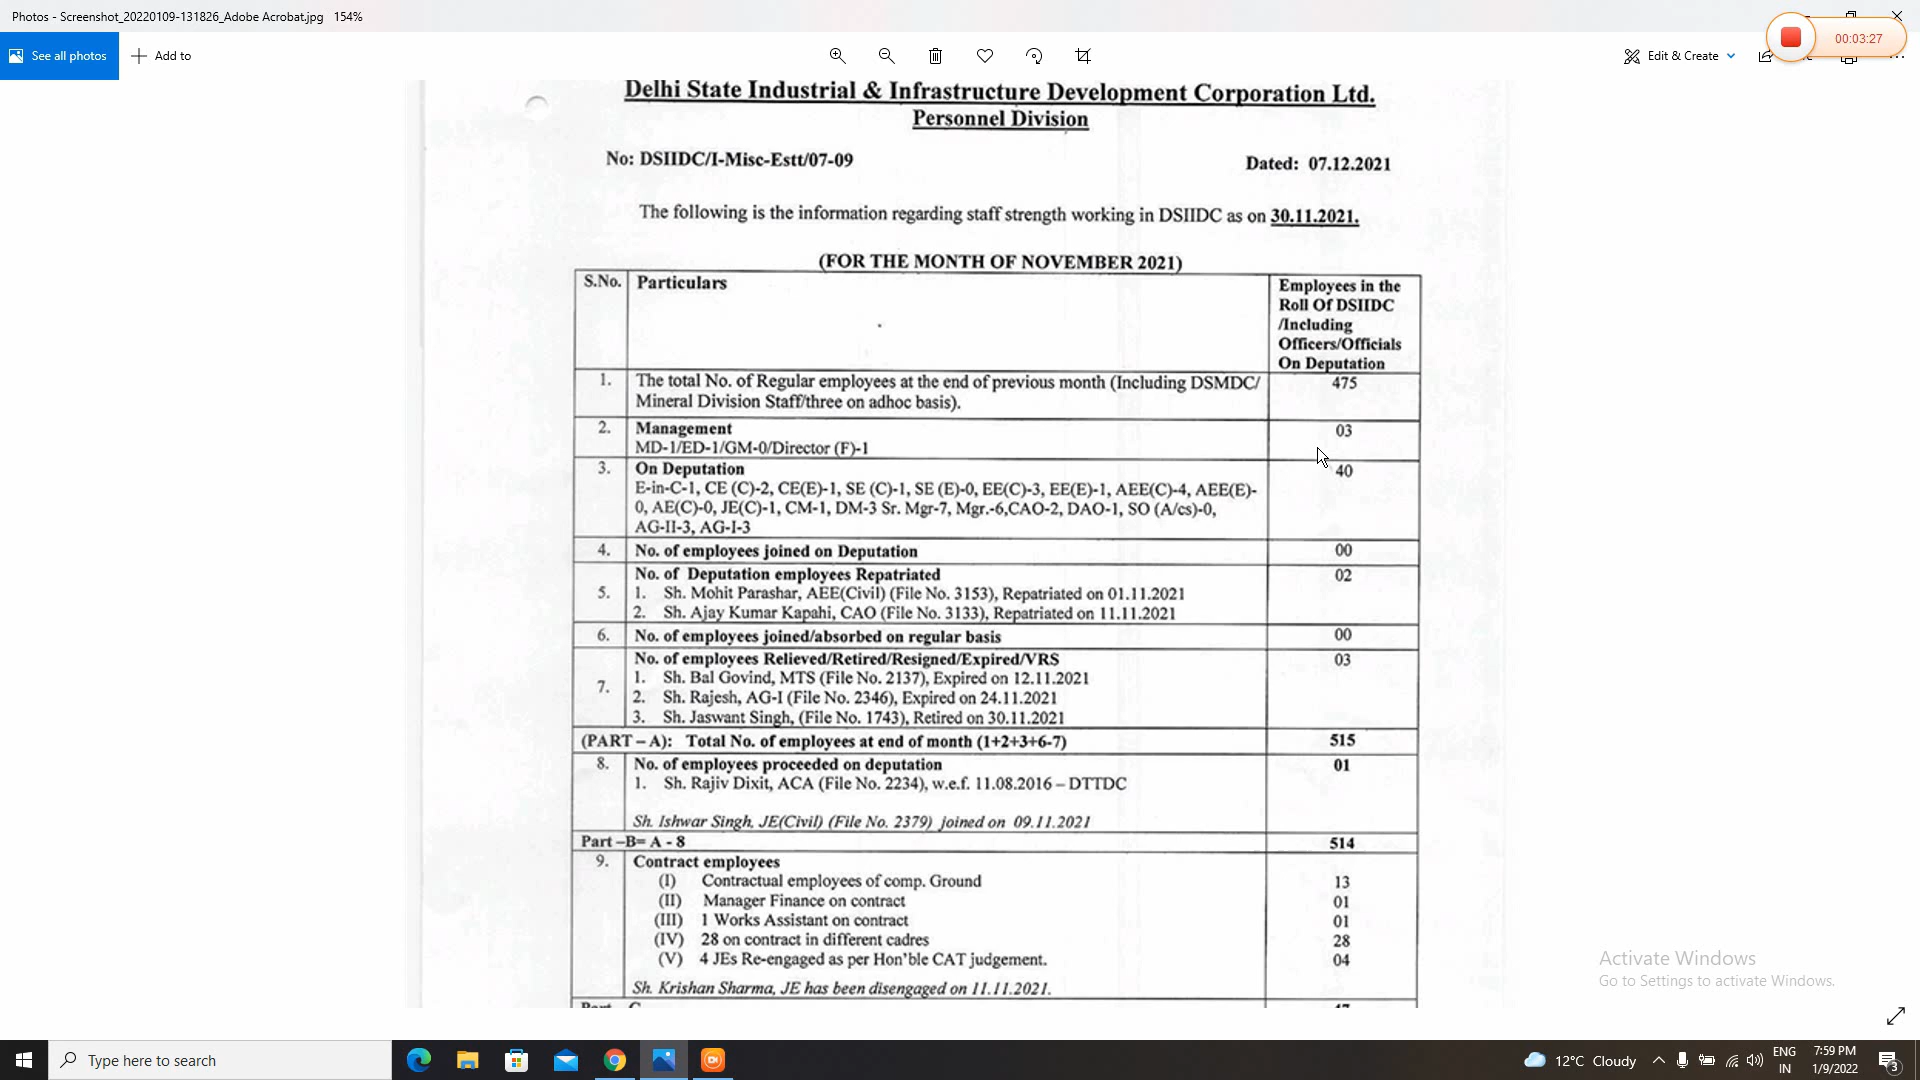 Photos - Screenshot_20220109-131826_Adobe Acrobat.jpg   154%
00:03:27
See all photos
Add to
Edit & Create
Delhi State Industrial & Infrastructure Development Corporation Ltd.
Personnel Division
No: DSIIDC/I-Misc-Estt/07-09
Dated: 07.12.2021
The following is the information regarding staff strength working in DSIIDC as on 30.11.2021.
(FOR THE MONTH OF NOVEMBER 2021)
S.No. Particulars
Employees in the
Roll Of DSIIDC
/Including
Officers/Officials
On Deputation
1. The total No. of Regular employees at the end of previous month (Including DSMDC/ 475
Mineral Division Staff/three on adhoc basis).
2. Management 03
MD-1/ED-1/GM-0/Director (F)-1
3. On Deputation 40
E-in-C-1, CE (C)-2, CE(E)-1, SE (C)-1, SE (E)-0, EE(C)-3, EE(E)-1, AEE(C)-4, AEE(E)-
0, AE(C)-0, JE(C)-1, CM-1, DM-3 Sr. Mgr-7, Mgr.-6,CAO-2, DAO-1, SO (A/cs)-0,
AG-II-3, AG-I-3
4. No. of employees joined on Deputation 00
No. of Deputation employees Repatriated 02
5. 1. Sh. Mohit Parashar, AEE(Civil) (File No. 3153), Repatriated on 01.11.2021
2. Sh. Ajay Kumar Kapahi, CAO (File No. 3133), Repatriated on 11.11.2021
6. No. of employees joined/absorbed on regular basis 00
No. of employees Relieved/Retired/Resigned/Expired/VRS 03
7. 1. Sh. Bal Govind, MTS (File No. 2137), Expired on 12.11.2021
2. Sh. Rajesh, AG-I (File No. 2346), Expired on 24.11.2021
3. Sh. Jaswant Singh, (File No. 1743), Retired on 30.11.2021
(PART – A): Total No. of employees at end of month (1+2+3+6-7) 515
8. No. of employees proceeded on deputation 01
1. Sh. Rajiv Dixit, ACA (File No. 2234), w.e.f. 11.08.2016 – DTTDC
Sh. Ishwar Singh, JE(Civil) (File No. 2379) joined on 09.11.2021
Part –B= A - 8 514
9. Contract employees
(I) Contractual employees of comp. Ground 13
(II) Manager Finance on contract 01
(III) 1 Works Assistant on contract 01
(IV) 28 on contract in different cadres 28
(V) 4 JEs Re-engaged as per Hon'ble CAT judgement. 04
Sh. Krishan Sharma, JE has been disengaged on 11.11.2021.
Activate Windows
Go to Settings to activate Windows.
Type here to search
12°C Cloudy
ENG
IN
7:59 PM
1/9/2022
3